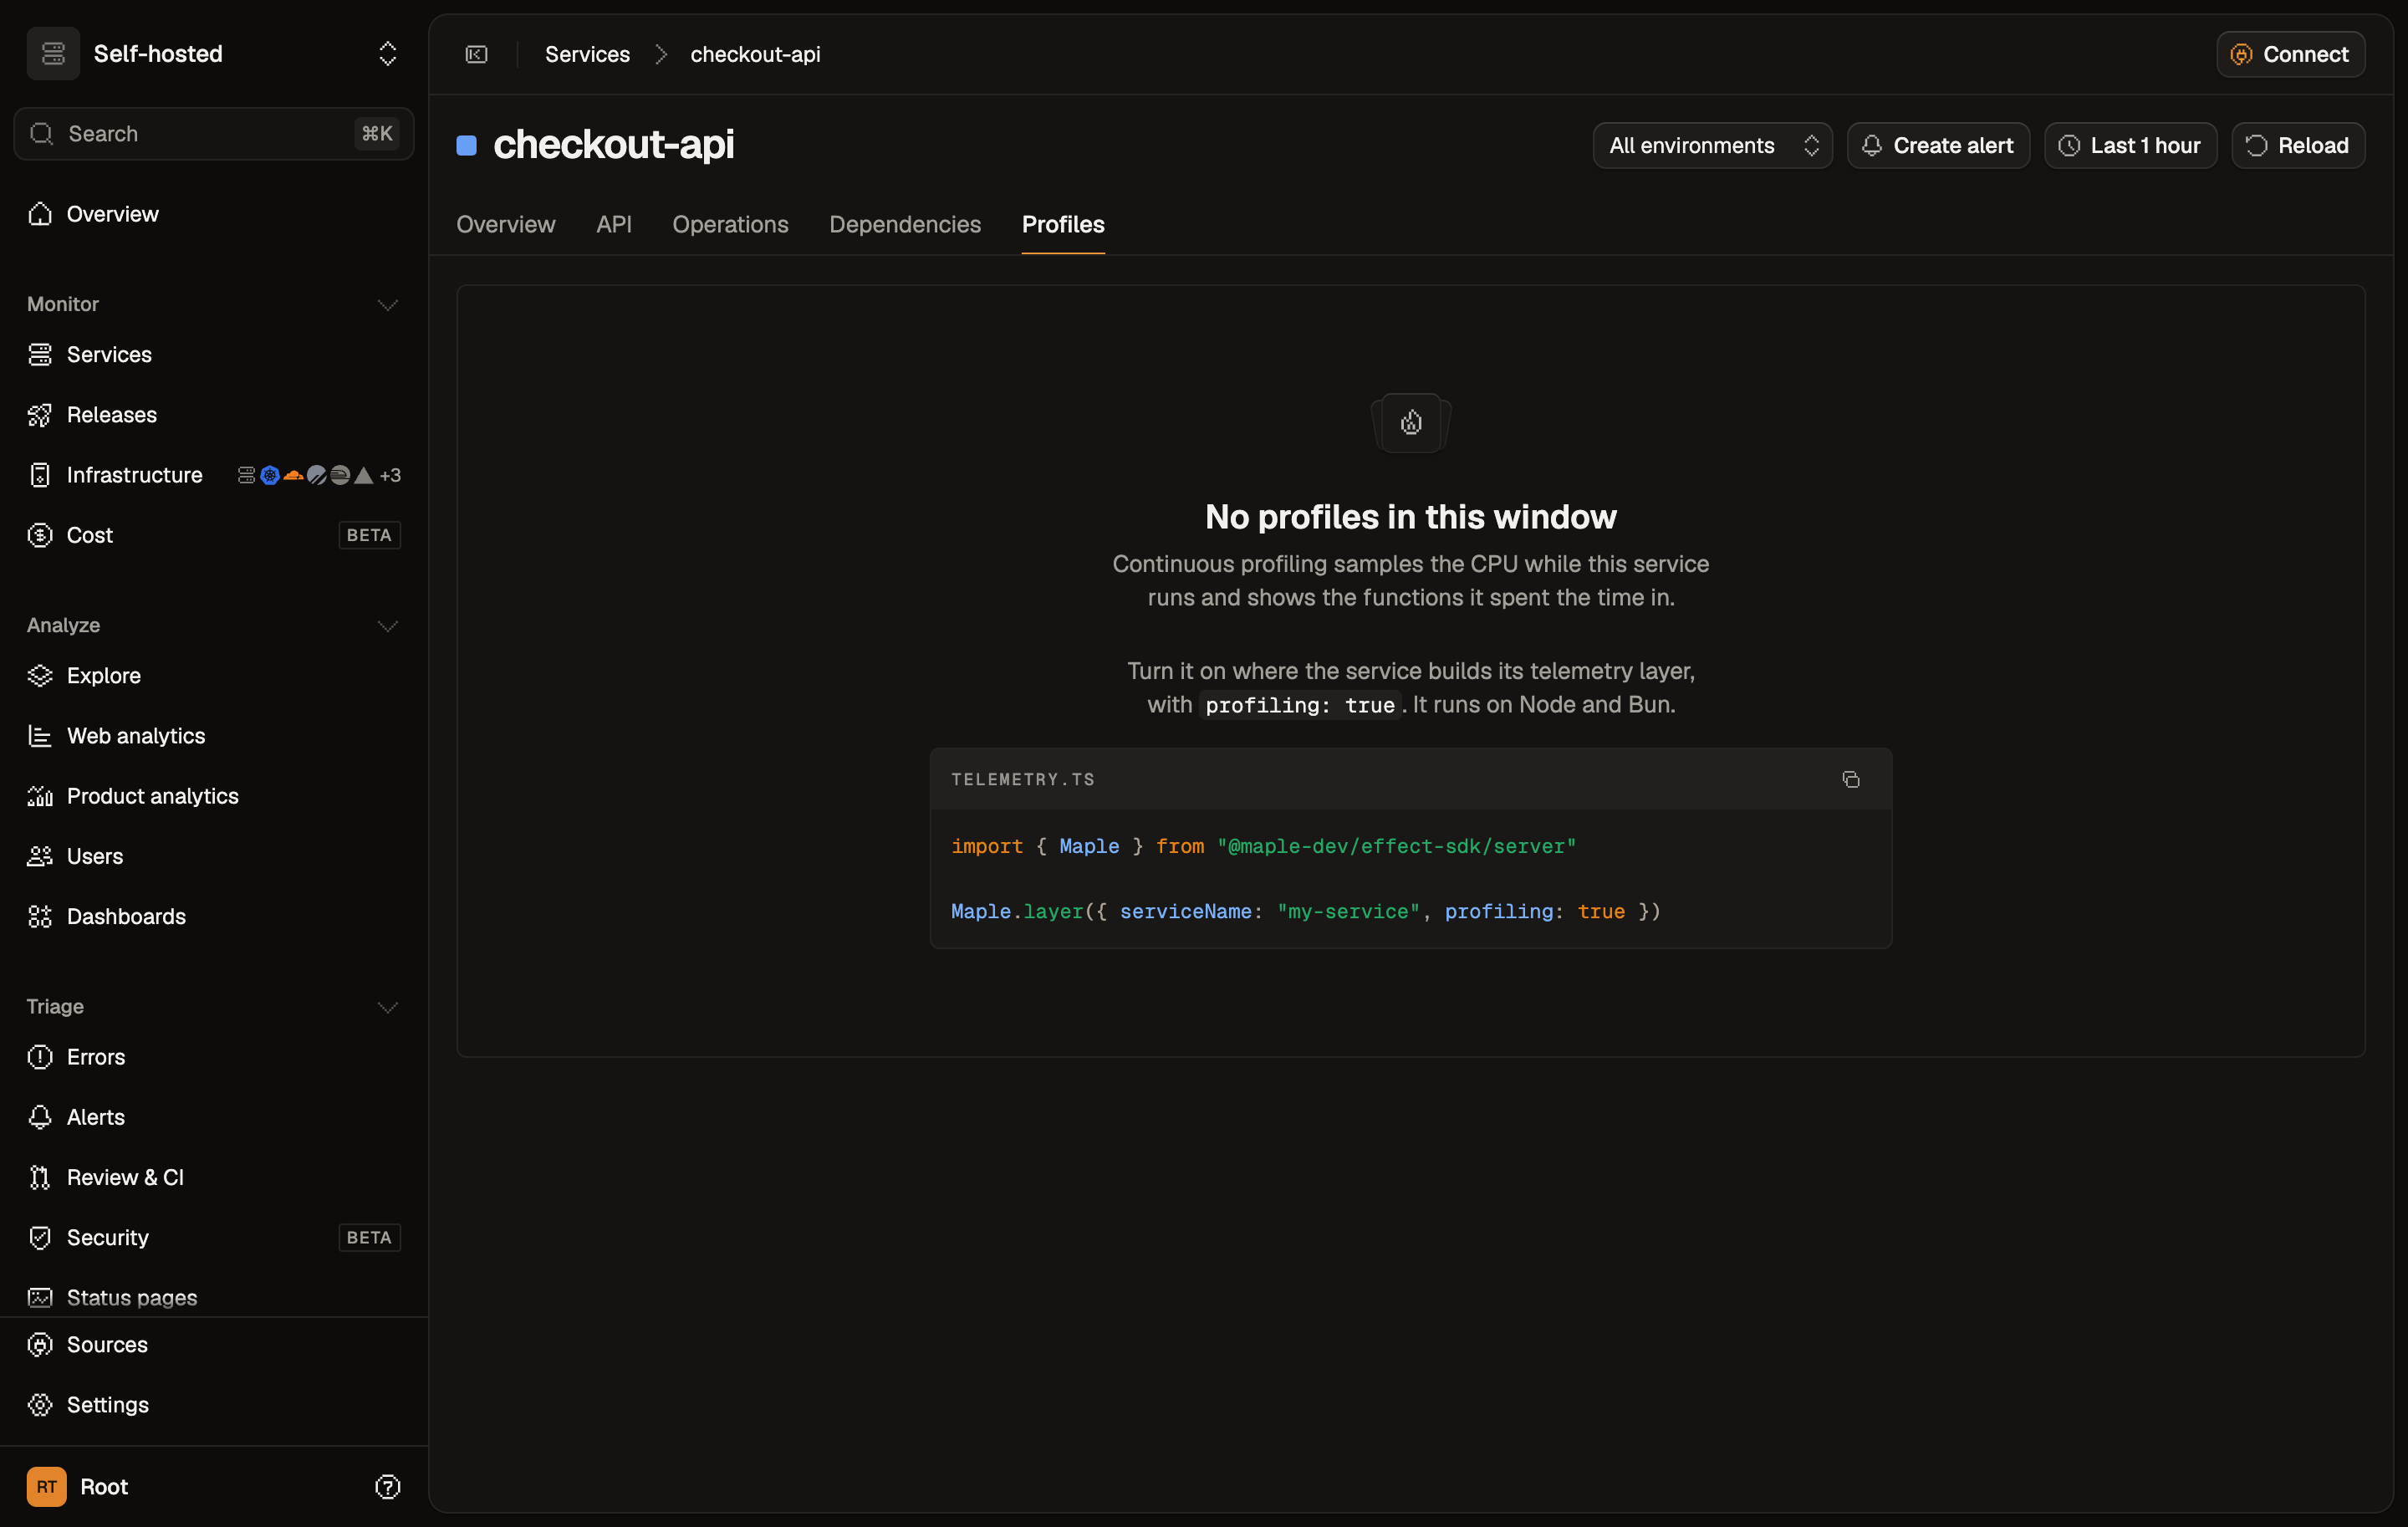 Self-hosted
Search
⌘K
Overview
Monitor
Services
Releases
Infrastructure
+3
Cost
BETA
Analyze
Explore
Web analytics
Product analytics
Users
Dashboards
Triage
Errors
Alerts
Review & CI
Security
BETA
Status pages
Sources
Settings
RT
Root
Services
checkout-api
Connect
checkout-api
All environments
Create alert
Last 1 hour
Reload
Overview
API
Operations
Dependencies
Profiles
No profiles in this window
Continuous profiling samples the CPU while this service
runs and shows the functions it spent the time in.
Turn it on where the service builds its telemetry layer,
with profiling: true. It runs on Node and Bun.
TELEMETRY.TS
import { Maple } from "@maple-dev/effect-sdk/server"
Maple.layer({ serviceName: "my-service", profiling: true })